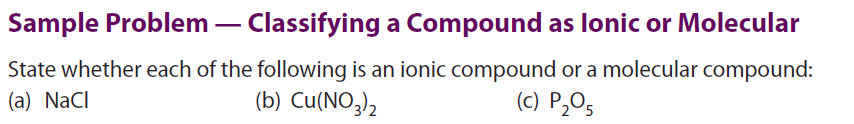 Sample Problem — Classifying a Compound as Ionic or Molecular
State whether each of the following is an ionic compound or a molecular compound:
(a) NaCl (b) Cu(NO₃)₂ (c) P₂O₅